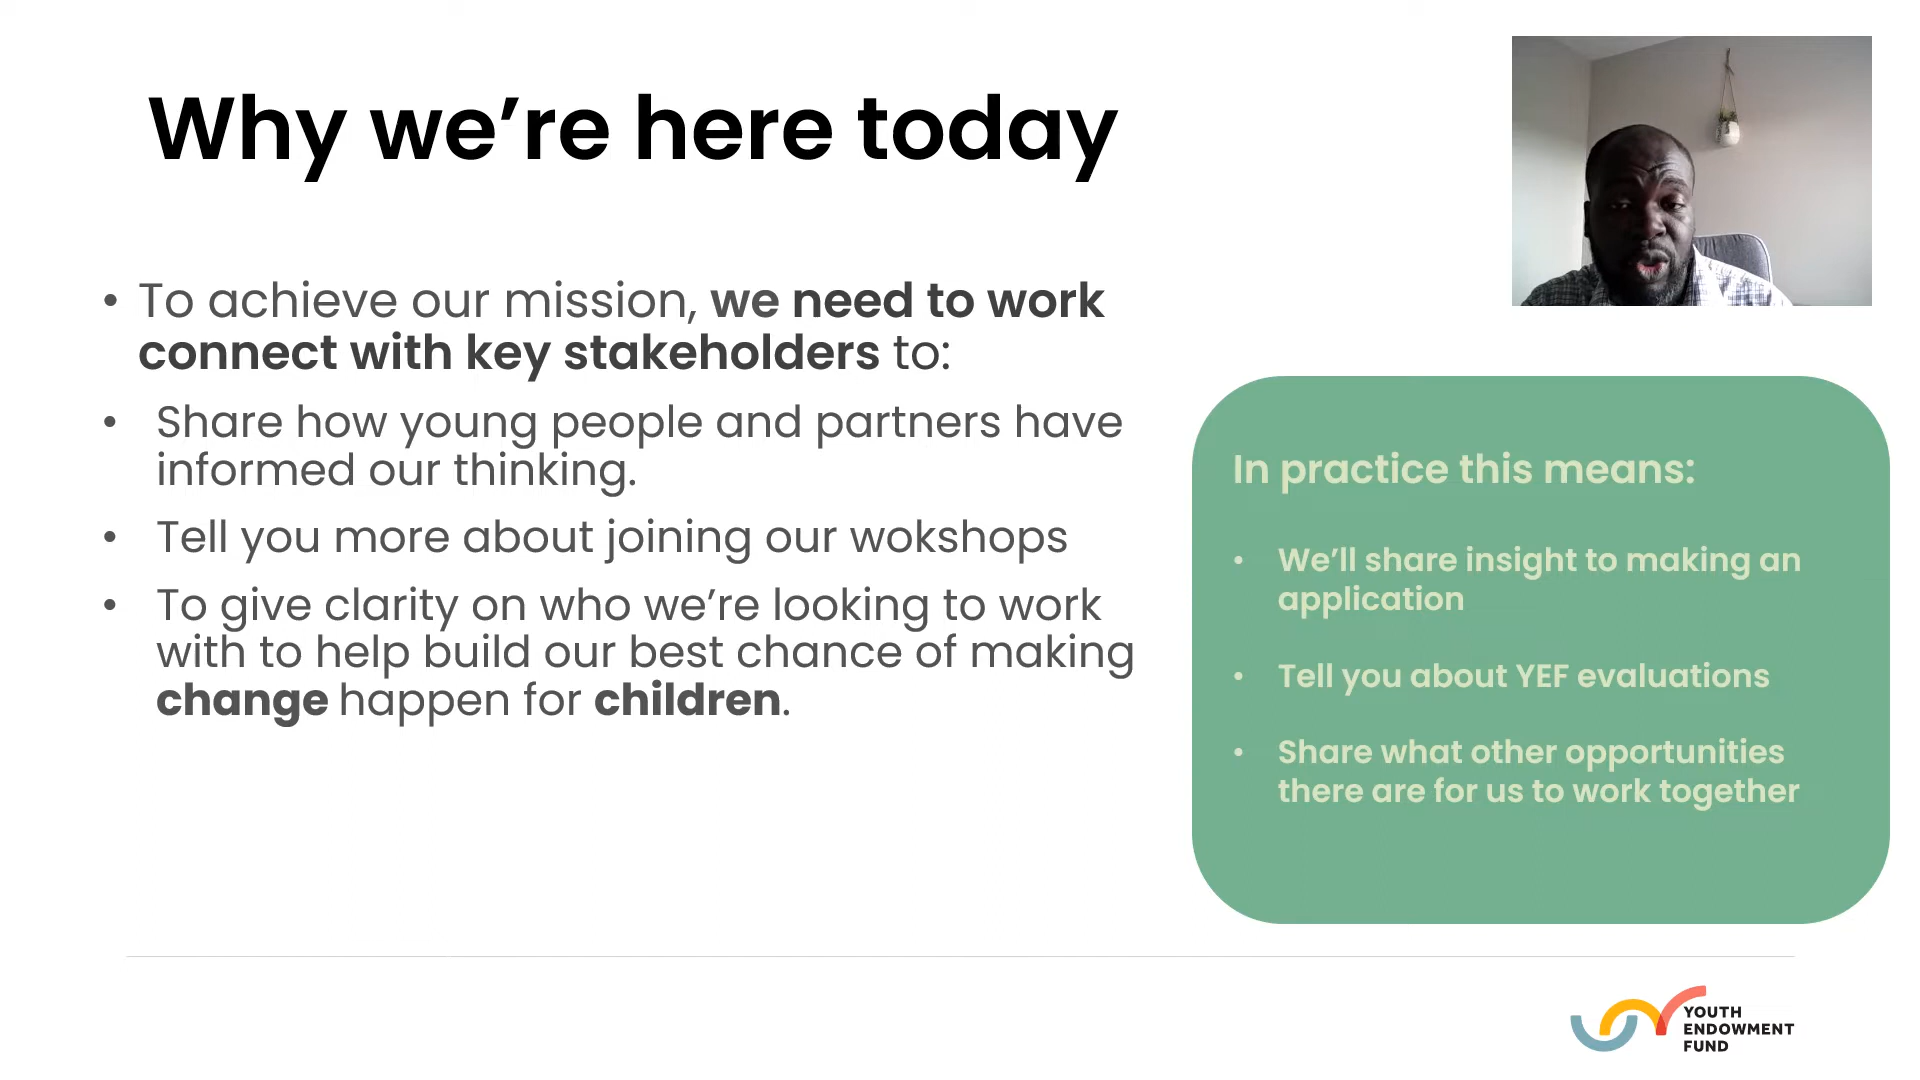 Why we’re here today
• To achieve our mission, we need to work
connect with key stakeholders to:
• Share how young people and partners have
informed our thinking.
• Tell you more about joining our wokshops
• To give clarity on who we’re looking to work
with to help build our best chance of making
change happen for children.
In practice this means:
• We’ll share insight to making an
application
• Tell you about YEF evaluations
• Share what other opportunities
there are for us to work together
YOUTH
ENDOWMENT
FUND